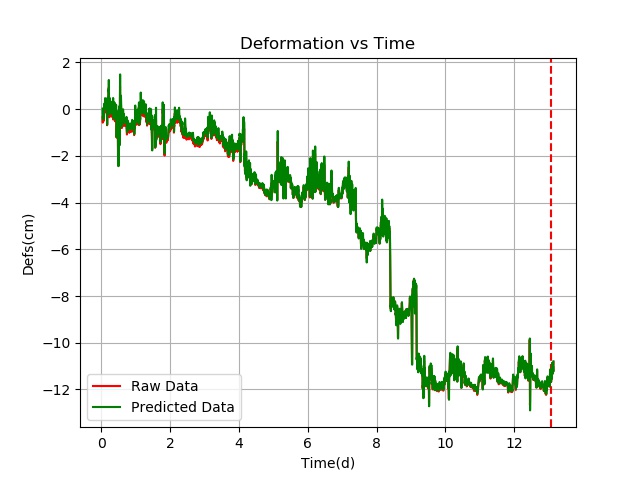 Deformation vs Time
2
0
−2
−4
−6
−8
−10
−12
Defs(cm)
Raw Data
Predicted Data
0 2 4 6 8 10 12
Time(d)